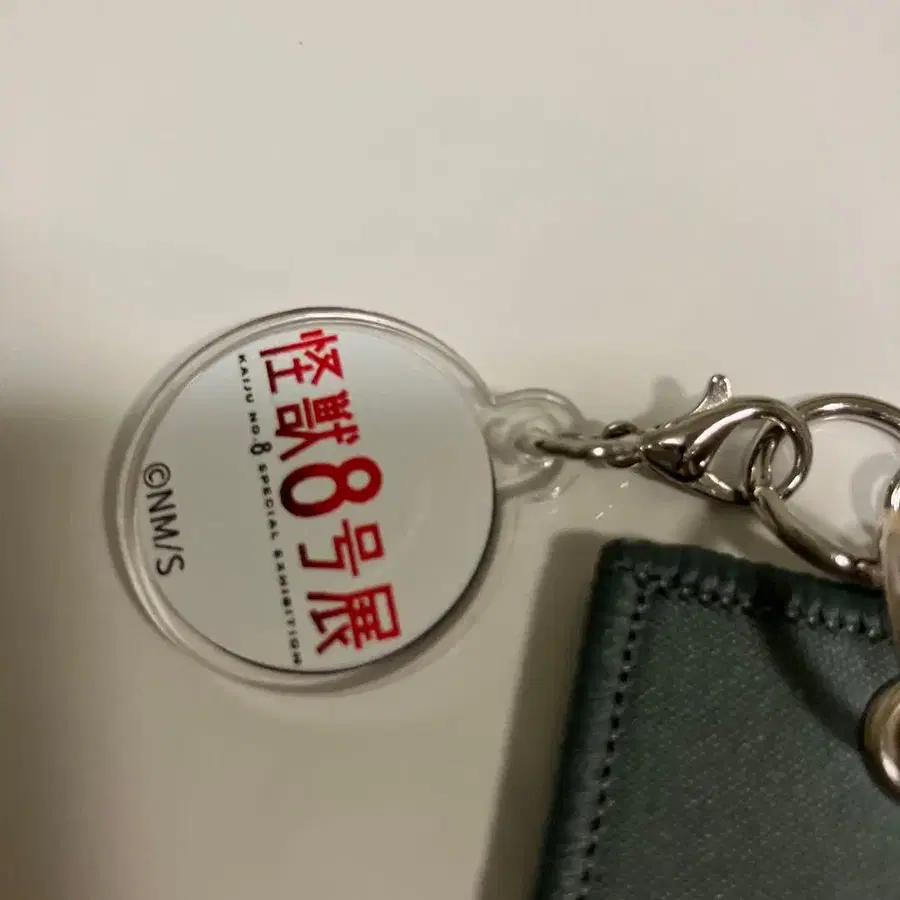 怪獣8号展
KAIJU NO.8 SPECIAL EXHIBITION
©NM/S